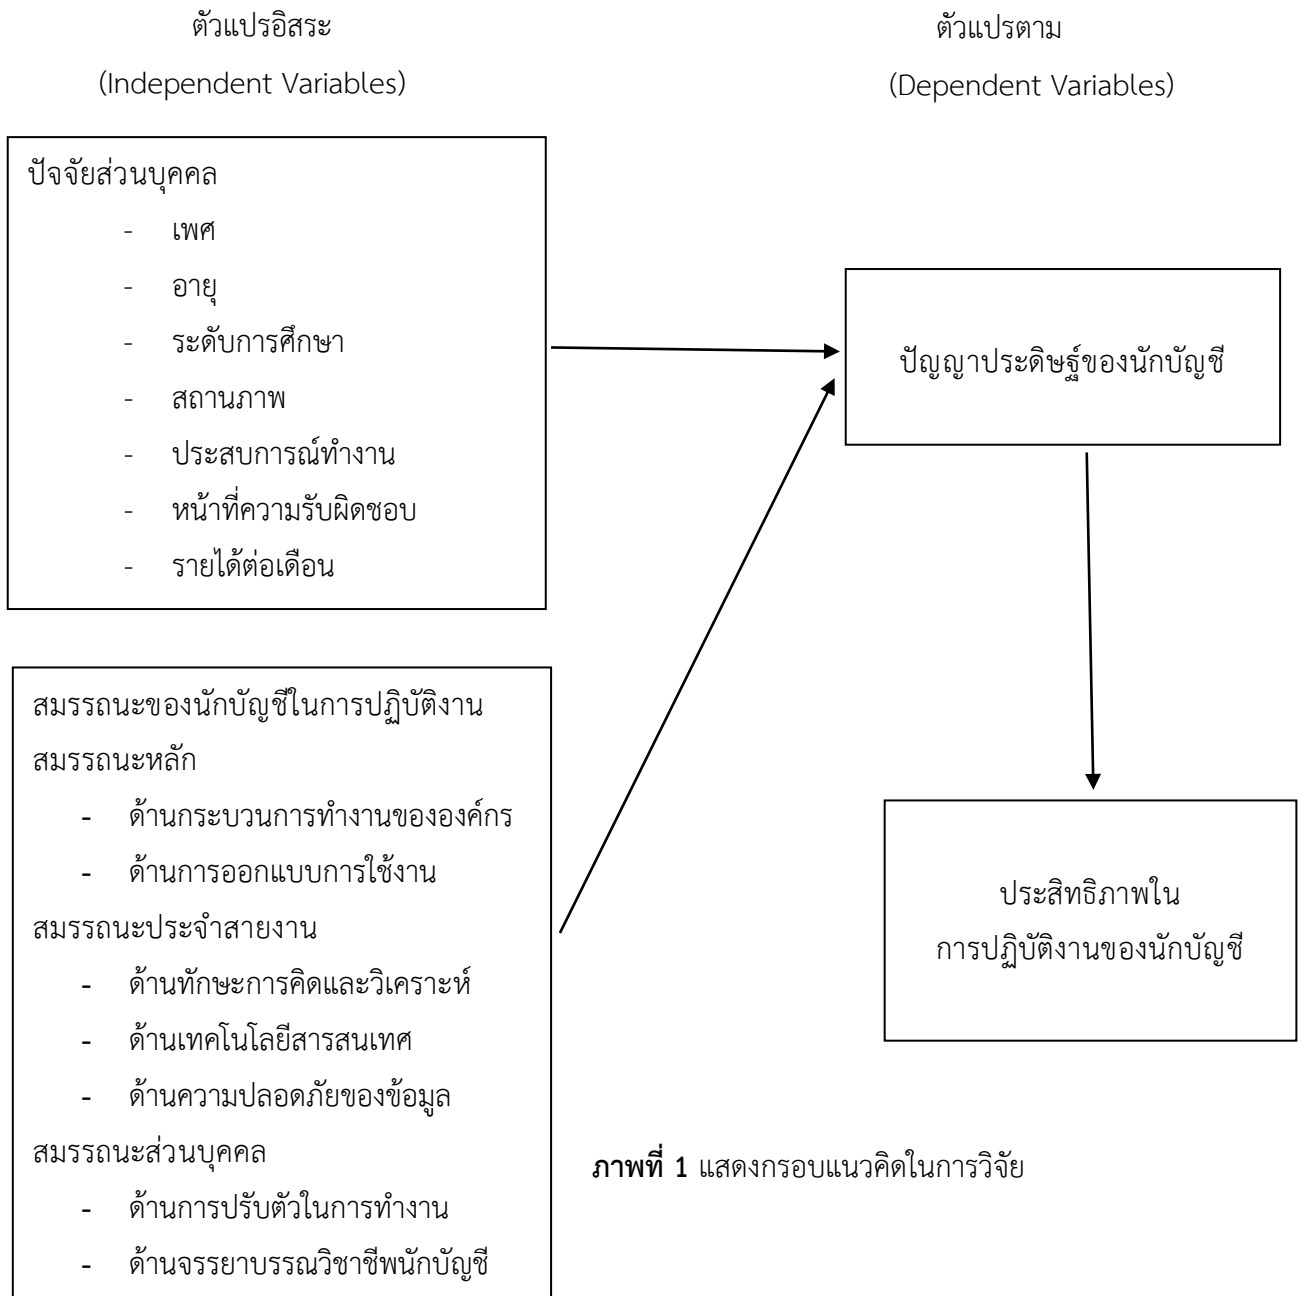 ตัวแปรอิสระ
(Independent Variables)
ตัวแปรตาม
(Dependent Variables)
ปัจจัยส่วนบุคคล
- เพศ
- อายุ
- ระดับการศึกษา
- สถานภาพ
- ประสบการณ์ทำงาน
- หน้าที่ความรับผิดชอบ
- รายได้ต่อเดือน
ปัญญาประดิษฐ์ของนักบัญชี
สมรรถนะของนักบัญชีในการปฏิบัติงาน
สมรรถนะหลัก
- ด้านกระบวนการทำงานขององค์กร
- ด้านการออกแบบการใช้งาน
สมรรถนะประจำสายงาน
- ด้านทักษะการคิดและวิเคราะห์
- ด้านเทคโนโลยีสารสนเทศ
- ด้านความปลอดภัยของข้อมูล
สมรรถนะส่วนบุคคล
- ด้านการปรับตัวในการทำงาน
- ด้านจรรยาบรรณวิชาชีพนักบัญชี
ประสิทธิภาพใน
การปฏิบัติงานของนักบัญชี
ภาพที่ 1 แสดงกรอบแนวคิดในการวิจัย